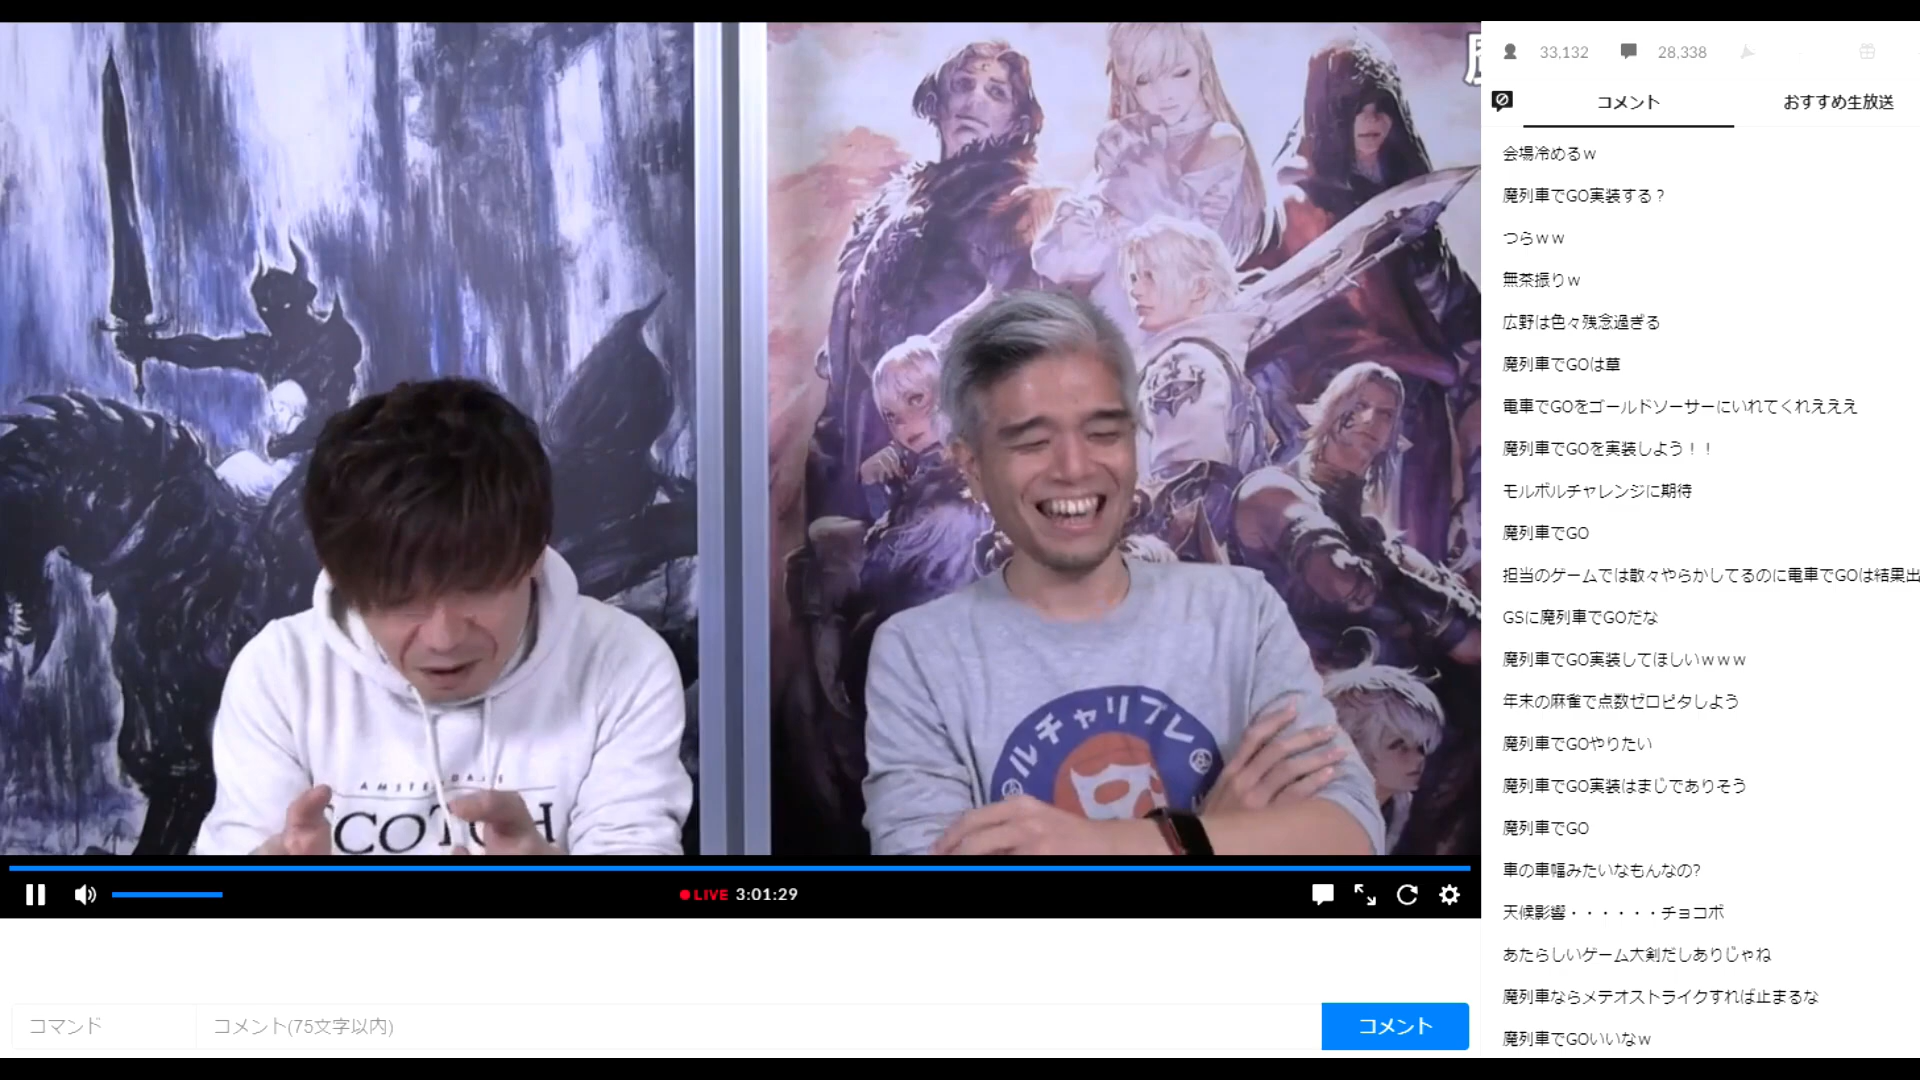 33,132
28,338
コメント
おすすめ生放送
会場冷めるｗ
魔列車でGO実装する？
つらｗｗ
無茶振りｗ
広野は色々残念過ぎる
魔列車でGOは草
電車でGOをゴールドソーサーにいれてくれえええ
魔列車でGOを実装しよう！！
モルボルチャレンジに期待
魔列車でGO
担当のゲームでは散々やらかしてるのに電車でGOは結果出
GSに魔列車でGOだな
魔列車でGO実装してほしいｗｗｗ
年末の麻雀で点数ゼロピタしよう
魔列車でGOやりたい
魔列車でGO実装はまじでありそう
魔列車でGO
車の車幅みたいなもんなの?
天候影響・・・・・・チョコボ
あたらしいゲーム大剣だしありじゃね
魔列車ならメテオストライクすれば止まるな
魔列車でGOいいなｗ
ルチャリブレ
LIVE 3:01:29
コマンド
コメント(75文字以内)
コメント